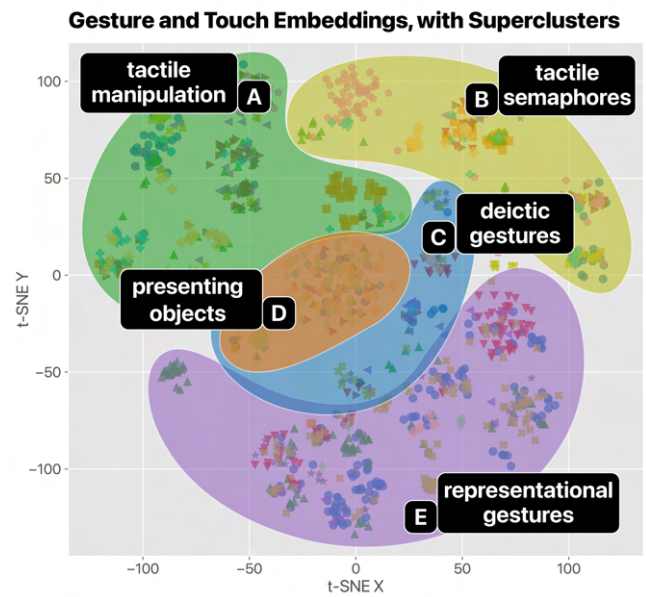 Gesture and Touch Embeddings, with Superclusters
tactile
manipulation
A
tactile
semaphores
B
deictic
gestures
C
presenting
objects
D
representational
gestures
E
100
50
0
−50
−100
t-SNE Y
−100
−50
0
50
100
t-SNE X